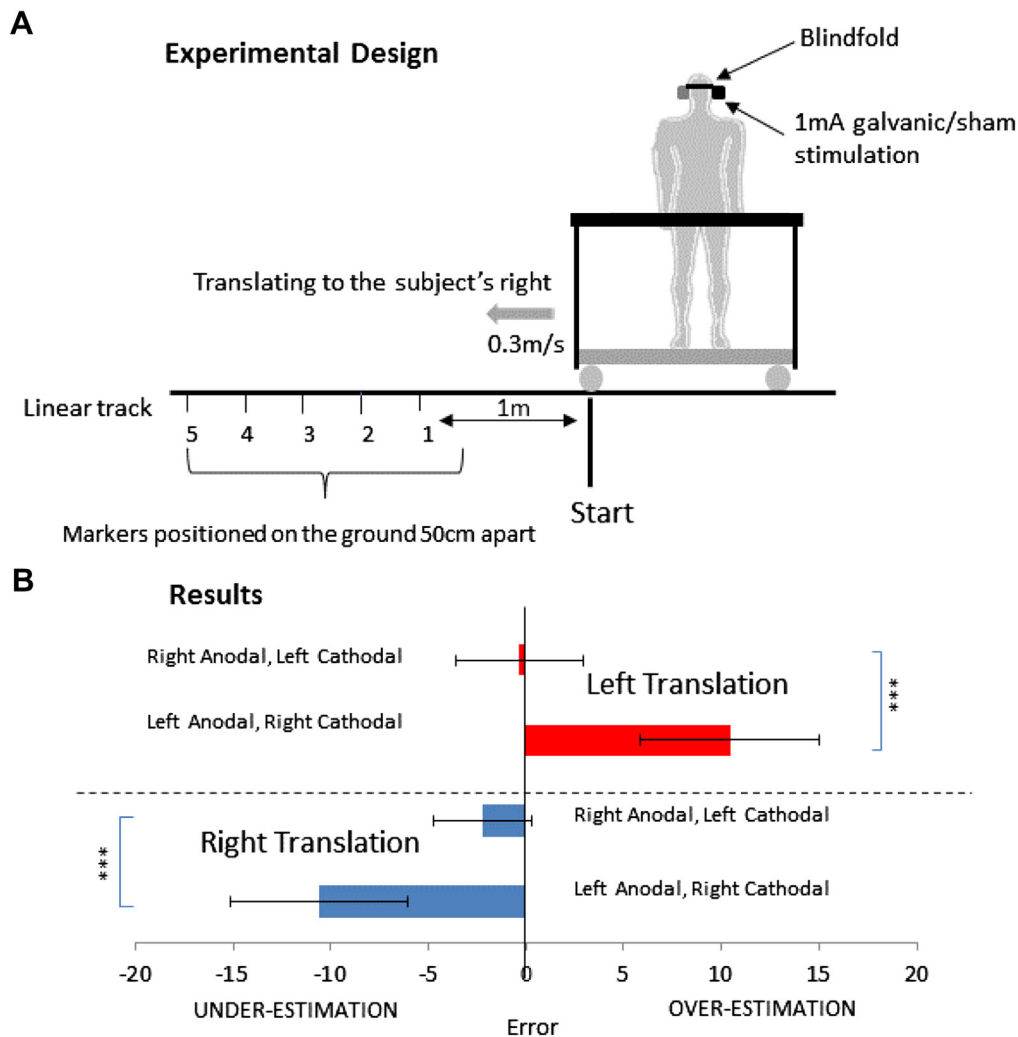 A
Experimental Design
Blindfold
1mA galvanic/sham
stimulation
Translating to the subject's right
0.3m/s
Linear track
1m
5 4 3 2 1
Start
Markers positioned on the ground 50cm apart
B
Results
Right Anodal, Left Cathodal
Left Translation
***
Left Anodal, Right Cathodal
Right Anodal, Left Cathodal
Right Translation
***
Left Anodal, Right Cathodal
-20 -15 -10 -5 0 5 10 15 20
UNDER-ESTIMATION OVER-ESTIMATION
Error